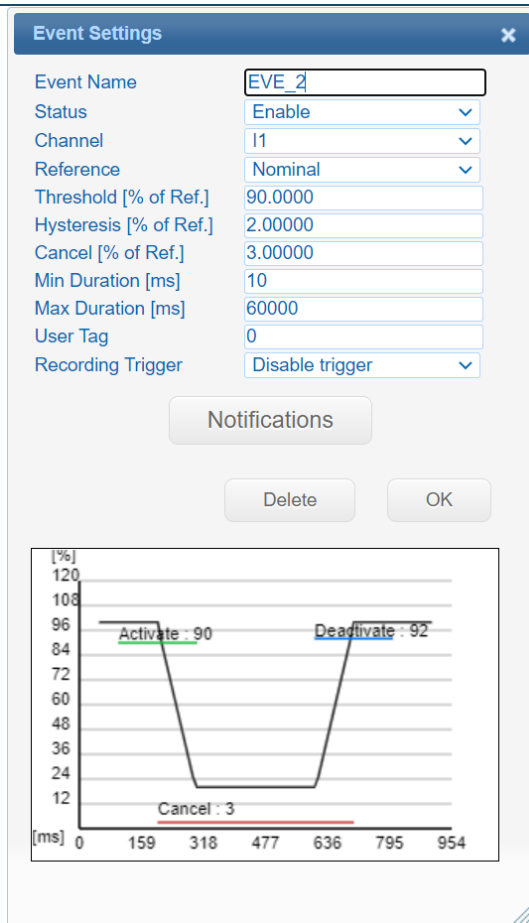 Event Settings ×
Event Name EVE_2
Status Enable
Channel I1
Reference Nominal
Threshold [% of Ref.] 90.0000
Hysteresis [% of Ref.] 2.00000
Cancel [% of Ref.] 3.00000
Min Duration [ms] 10
Max Duration [ms] 60000
User Tag 0
Recording Trigger Disable trigger
Notifications
Delete OK
[%]
120
108
96
Activate : 90 Deactivate : 92
84
72
60
48
36
24
12
Cancel : 3
[ms] 0 159 318 477 636 795 954